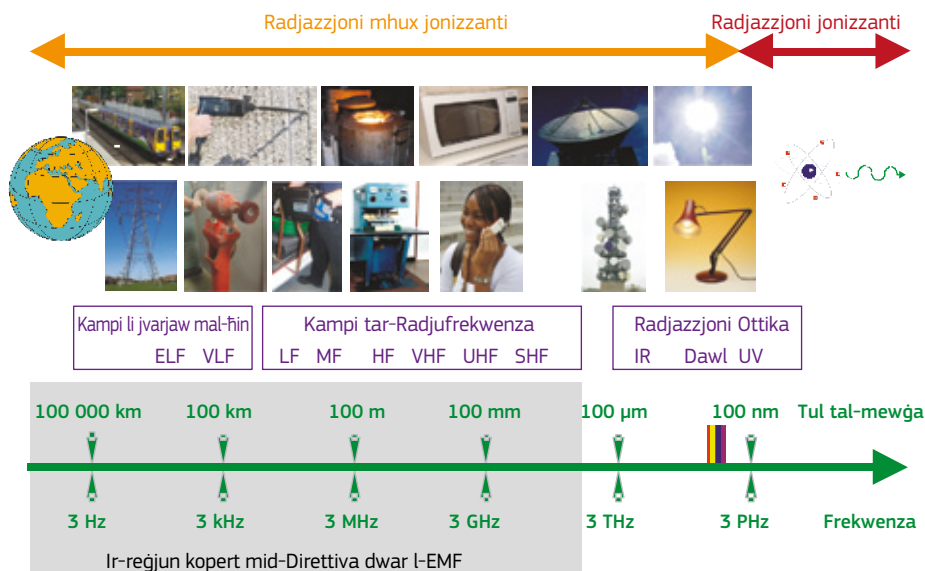 Radjazzjoni mhux jonizzanti Radjazzjoni jonizzanti
Kampi li jvarjaw mal-ħin Kampi tar-Radjufrekwenza Radjazzjoni Ottika
ELF VLF LF MF HF VHF UHF SHF IR Dawl UV
100 000 km 100 km 100 m 100 mm 100 µm 100 nm Tul tal-mewġa
3 Hz 3 kHz 3 MHz 3 GHz 3 THz 3 PHz Frekwenza
Ir-reġjun kopert mid-Direttiva dwar l-EMF